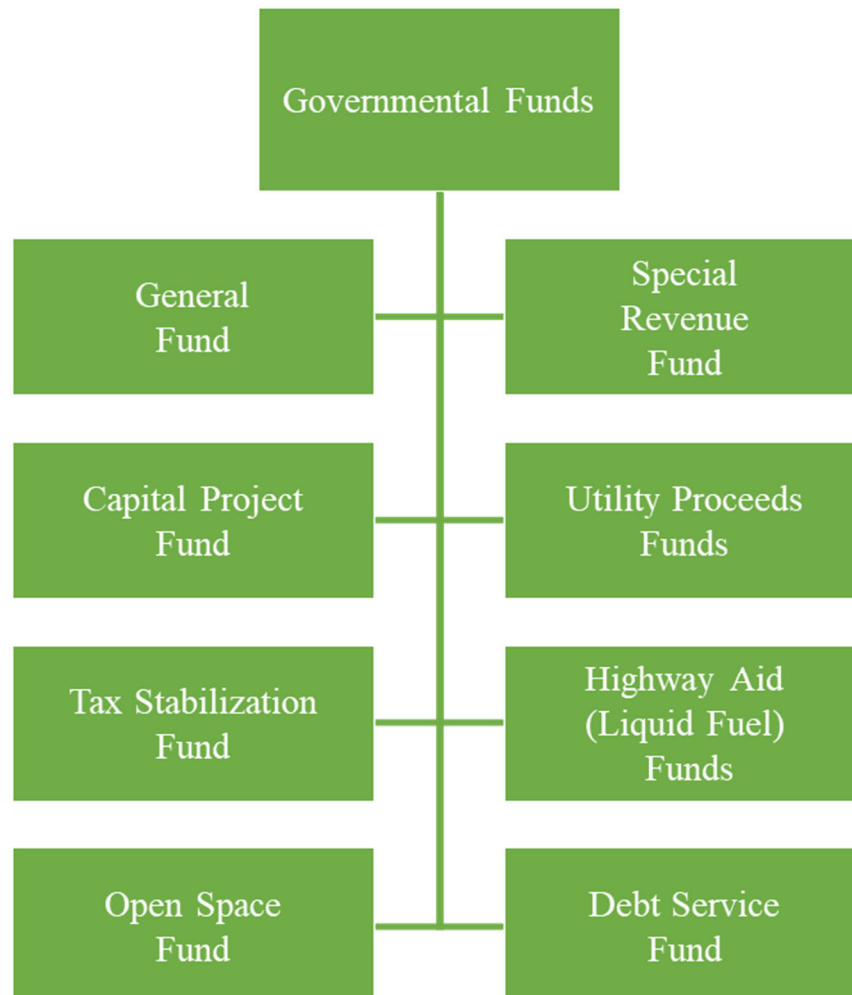 Governmental Funds
General
Fund
Special
Revenue
Fund
Capital Project
Fund
Utility Proceeds
Funds
Tax Stabilization
Fund
Highway Aid
(Liquid Fuel)
Funds
Open Space
Fund
Debt Service
Fund